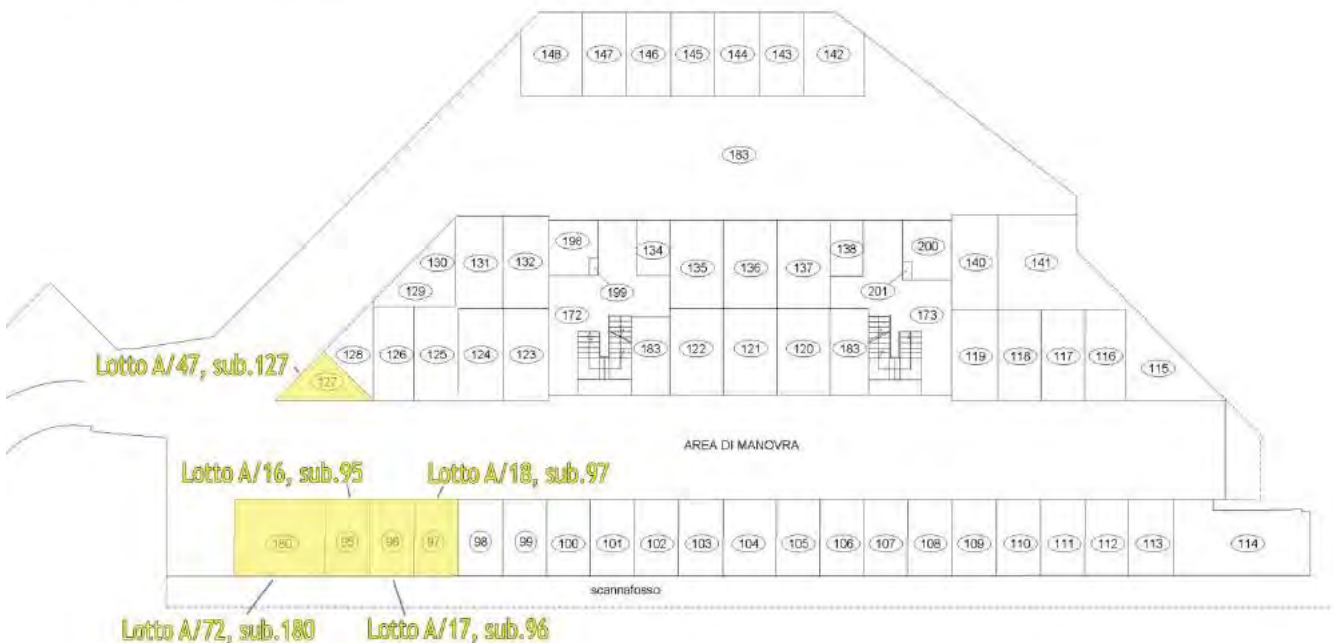 148 147 146 145 144 143 142
183
130 131 132 198 134 135 136 137 138 200 140 141
129 199 201
172 173
128 126 125 124 123 183 122 121 120 183 119 118 117 116 115
Lotto A/47, sub.127
127
AREA DI MANOVRA
Lotto A/16, sub.95 Lotto A/18, sub.97
180 95 96 97 98 99 100 101 102 103 104 105 106 107 108 109 110 111 112 113 114
scannafosso
Lotto A/72, sub.180 Lotto A/17, sub.96